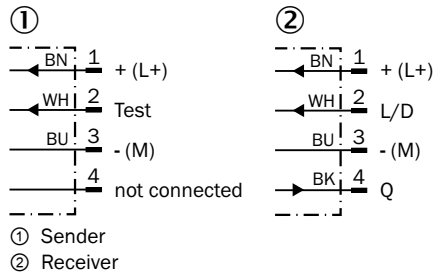 ① ②
BN 1 + (L+) BN 1 + (L+)
WH 2 Test WH 2 L/D
BU 3 - (M) BU 3 - (M)
4 not connected BK 4 Q
① Sender
② Receiver